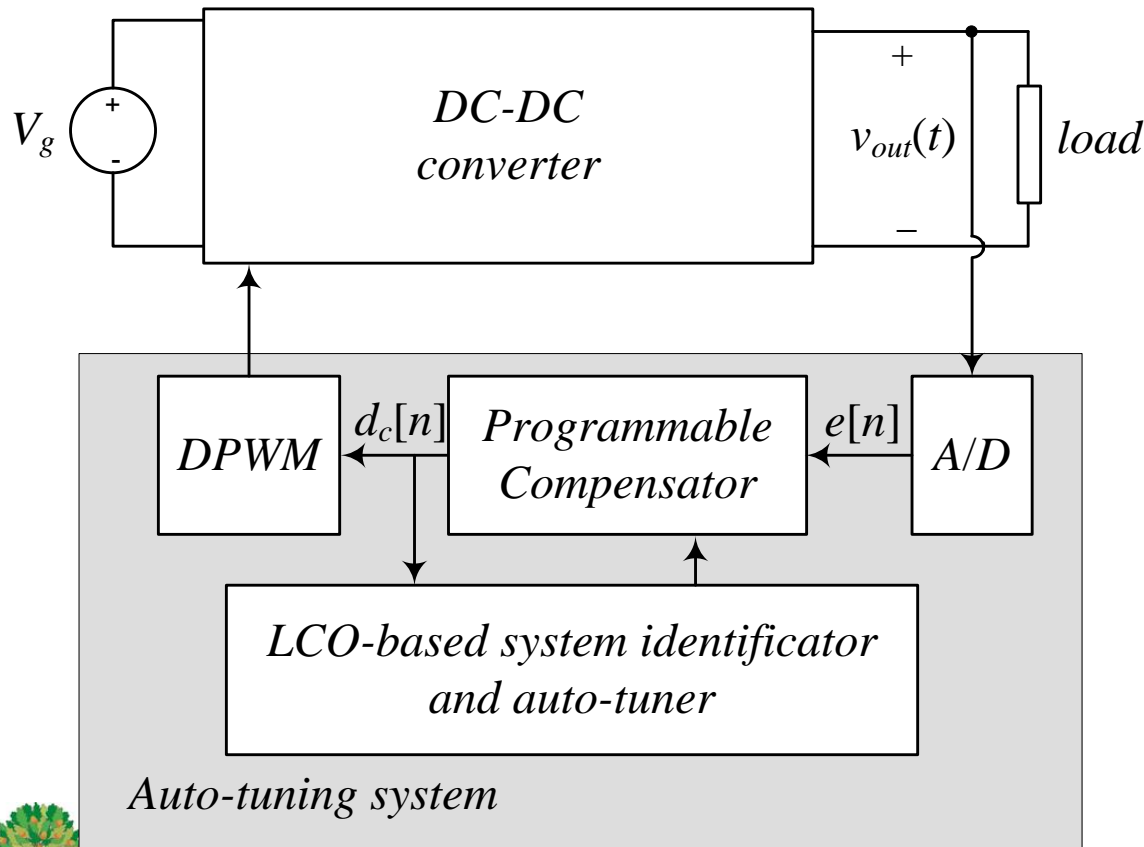 DC-DC
converter
V_g
+
-
+
v_out(t)
−
load
DPWM
d_c[n]
Programmable
Compensator
e[n]
A/D
LCO-based system identificator
and auto-tuner
Auto-tuning system